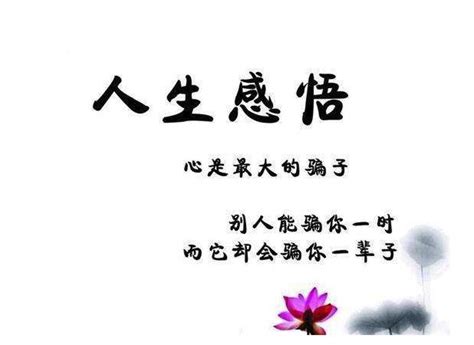 人生感悟
心是最大的骗子
别人能骗你一时
而它却会骗你一辈子